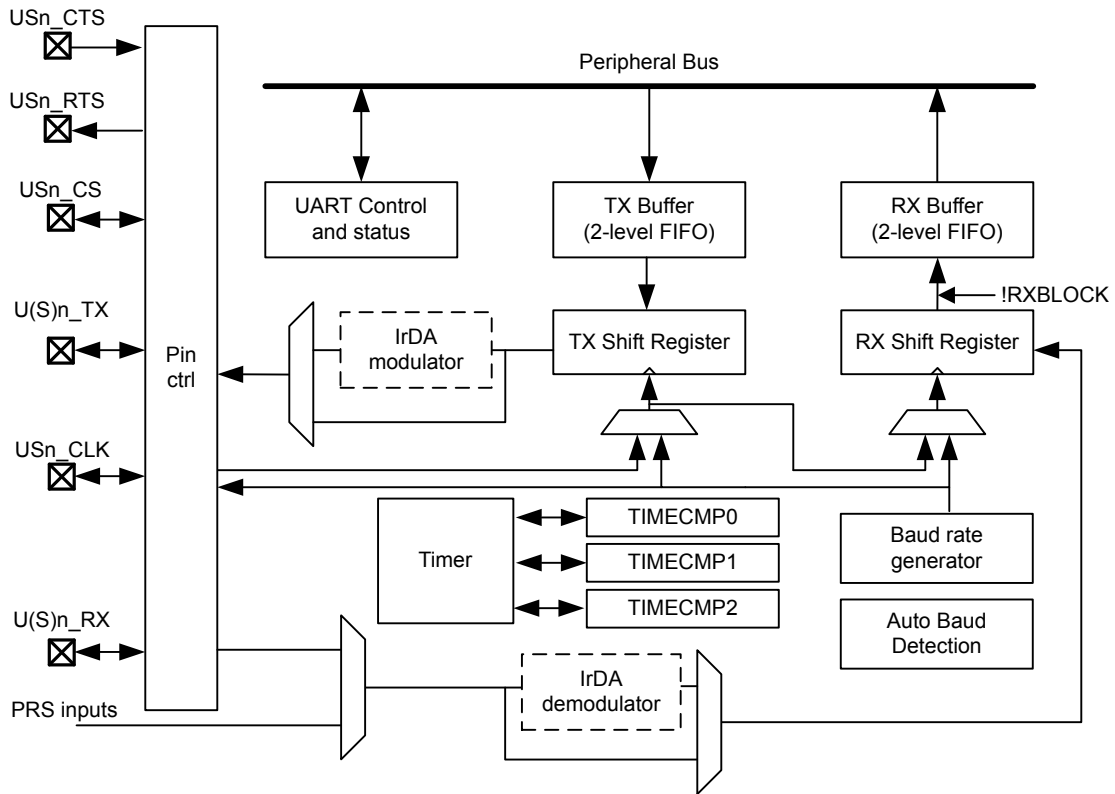 USn_CTS
Peripheral Bus
USn_RTS
USn_CS
UART Control
and status
TX Buffer
(2-level FIFO)
RX Buffer
(2-level FIFO)
!RXBLOCK
U(S)n_TX
Pin
ctrl
IrDA
modulator
TX Shift Register
RX Shift Register
USn_CLK
Timer
TIMECMP0
TIMECMP1
TIMECMP2
Baud rate
generator
Auto Baud
Detection
U(S)n_RX
PRS inputs
IrDA
demodulator